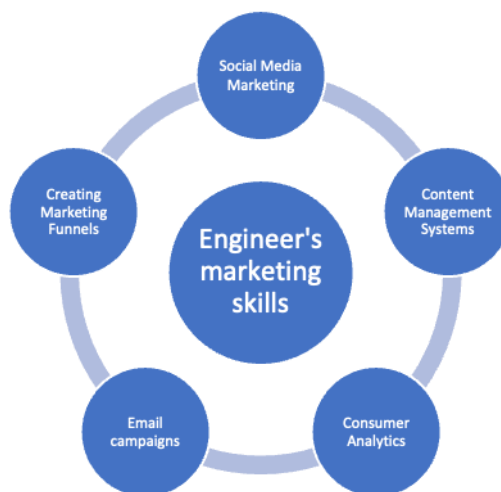 Social Media
Marketing
Content
Management
Systems
Consumer
Analytics
Email
campaigns
Creating
Marketing
Funnels
Engineer's
marketing
skills